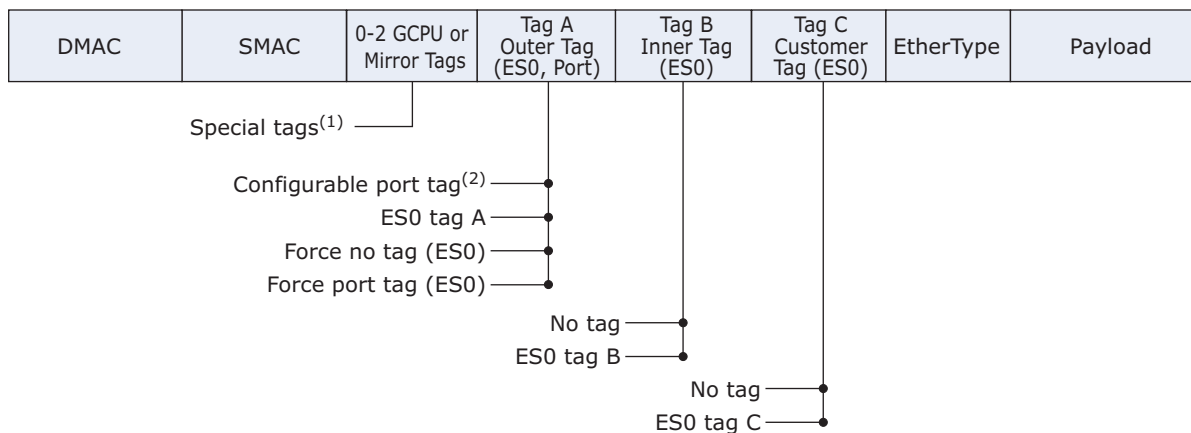 DMAC
SMAC
0-2 GCPU or
Mirror Tags
Tag A
Outer Tag
(ES0, Port)
Tag B
Inner Tag
(ES0)
Tag C
Customer
Tag (ES0)
EtherType
Payload
Special tags(1)
Configurable port tag(2)
ES0 tag A
Force no tag (ES0)
Force port tag (ES0)
No tag
ES0 tag B
No tag
ES0 tag C